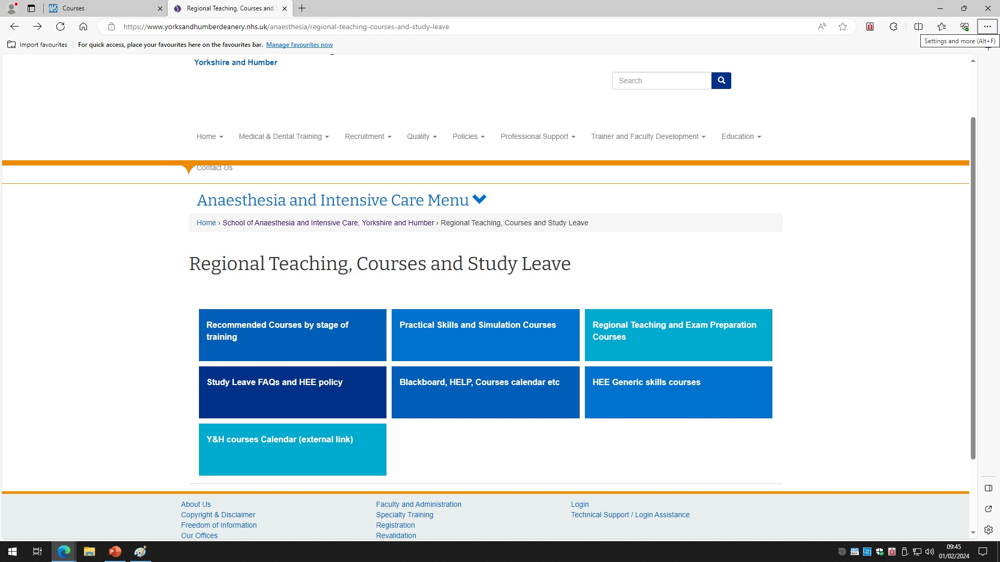 Courses
Regional Teaching, Courses and S
https://www.yorksandhumberdeanery.nhs.uk/anaesthesia/regional-teaching-courses-and-study-leave
Settings and more (Alt+F)
Import favourites
For quick access, place your favourites here on the favourites bar. Manage favourites now
Yorkshire and Humber
Search
Home
Medical & Dental Training
Recruitment
Quality
Policies
Professional Support
Trainer and Faculty Development
Education
Contact Us
Anaesthesia and Intensive Care Menu
Home › School of Anaesthesia and Intensive Care, Yorkshire and Humber › Regional Teaching, Courses and Study Leave
Regional Teaching, Courses and Study Leave
Recommended Courses by stage of
training
Practical Skills and Simulation Courses
Regional Teaching and Exam Preparation
Courses
Study Leave FAQs and HEE policy
Blackboard, HELP, Courses calendar etc
HEE Generic skills courses
Y&H courses Calendar (external link)
About Us
Copyright & Disclaimer
Freedom of Information
Our Offices
Faculty and Administration
Specialty Training
Registration
Revalidation
Login
Technical Support / Login Assistance
09:45
01/02/2024